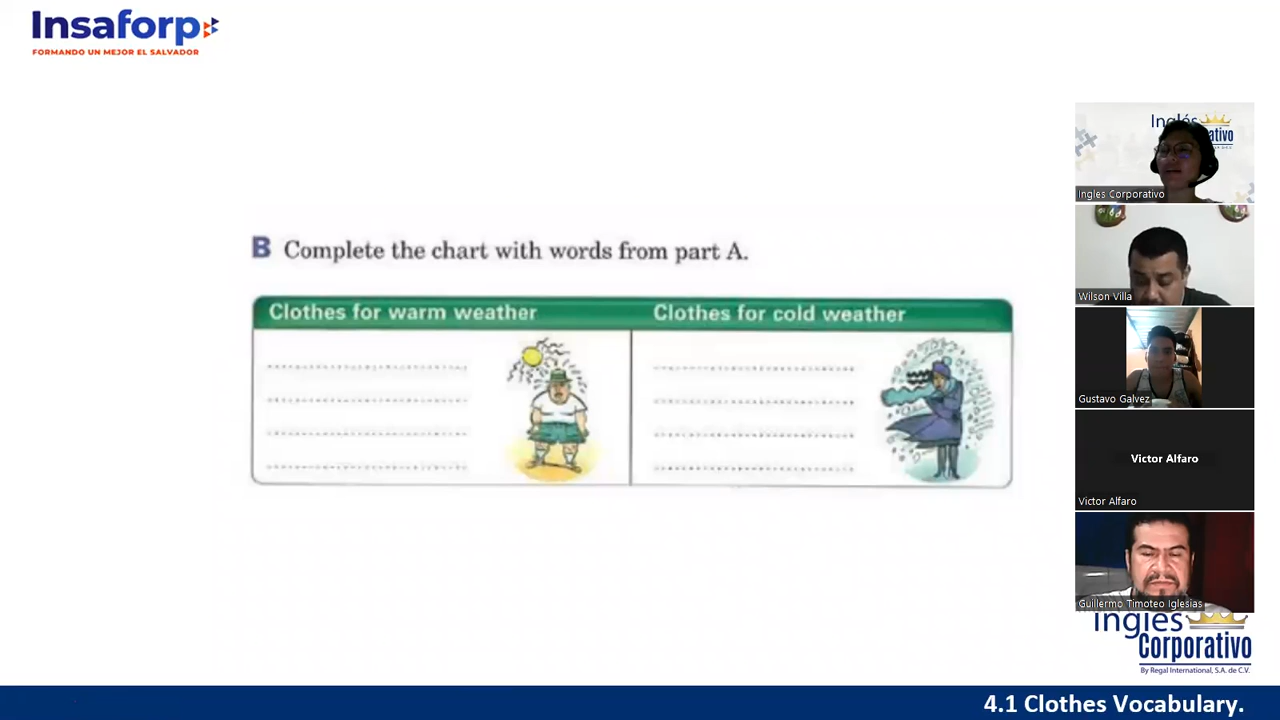 Insaforp
FORMANDO UN MEJOR EL SALVADOR
B Complete the chart with words from part A.
Clothes for warm weather
Clothes for cold weather
Inglés
Ingles Corporativo
Wilson Villa
Gustavo Galvez
Victor Alfaro
Victor Alfaro
Guillermo Timoteo Iglesias
Inglés
Corporativo
By Regal International, S.A. de C.V.
4.1 Clothes Vocabulary.